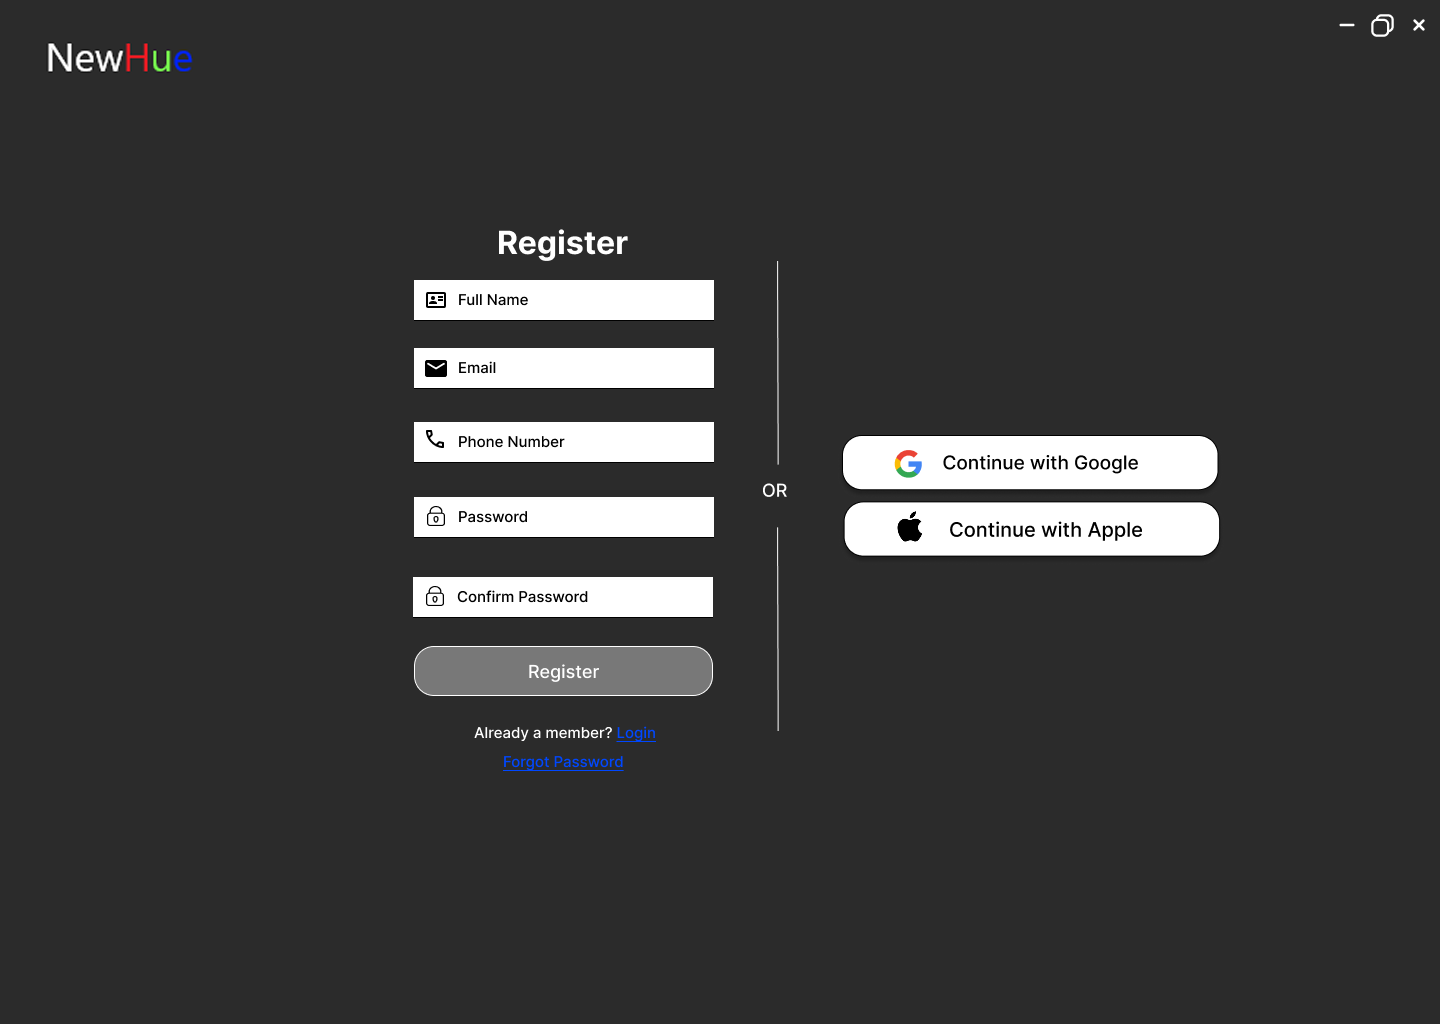 NewHue
Register
Full Name
Email
Phone Number
Password
Confirm Password
Register
Already a member? Login
Forgot Password
OR
Continue with Google
Continue with Apple